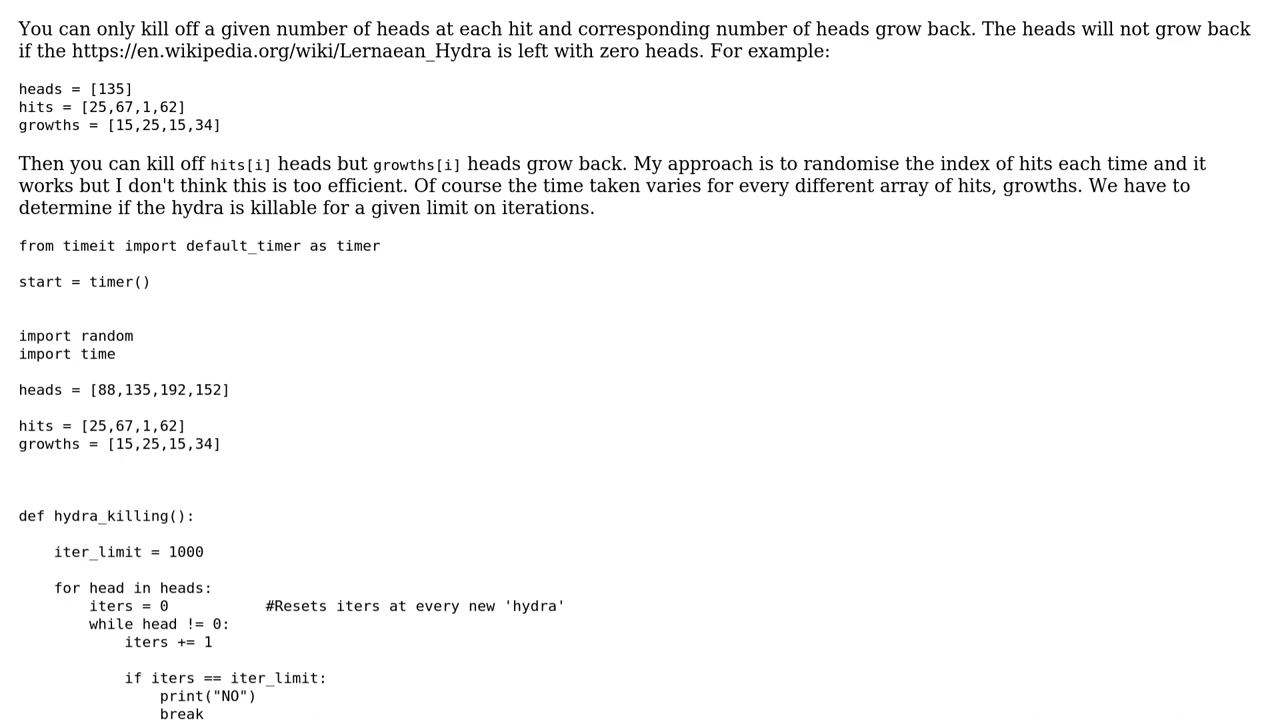 You can only kill off a given number of heads at each hit and corresponding number of heads grow back. The heads will not grow back
if the https://en.wikipedia.org/wiki/Lernaean_Hydra is left with zero heads. For example:
heads = [135]
hits = [25,67,1,62]
growths = [15,25,15,34]
Then you can kill off hits[i] heads but growths[i] heads grow back. My approach is to randomise the index of hits each time and it
works but I don't think this is too efficient. Of course the time taken varies for every different array of hits, growths. We have to
determine if the hydra is killable for a given limit on iterations.
from timeit import default_timer as timer
start = timer()
import random
import time
heads = [88,135,192,152]
hits = [25,67,1,62]
growths = [15,25,15,34]
def hydra_killing():
    iter_limit = 1000
    for head in heads:
        iters = 0           #Resets iters at every new 'hydra'
        while head != 0:
            iters += 1
            if iters == iter_limit:
                print("NO")
                break